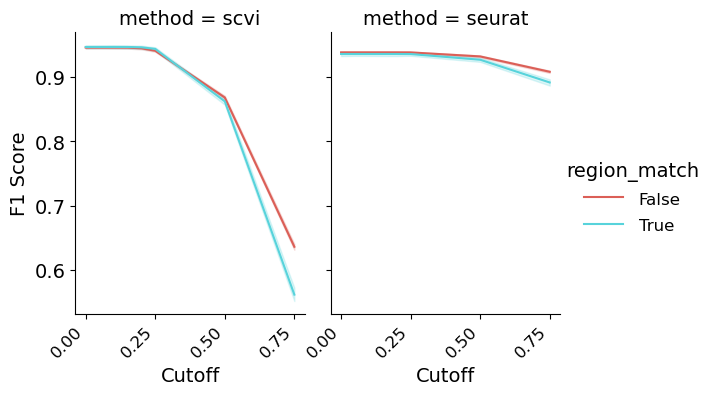 method = scvi
method = seurat
F1 Score
0.9
0.8
0.7
0.6
0.00
0.25
0.50
0.75
0.00
0.25
0.50
0.75
Cutoff
Cutoff
region_match
False
True